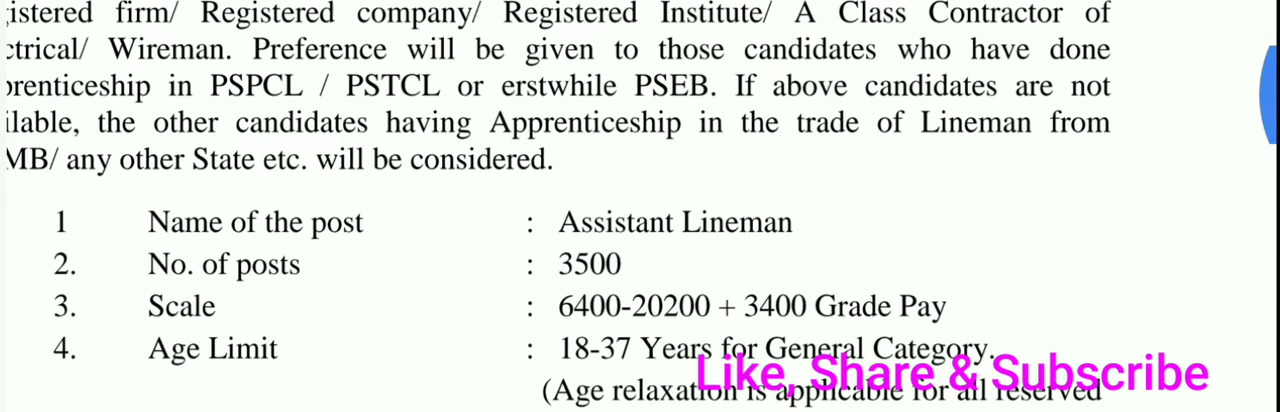 istered firm/ Registered company/ Registered Institute/ A Class Contractor of
ctrical/ Wireman. Preference will be given to those candidates who have done
prenticeship in PSPCL / PSTCL or erstwhile PSEB. If above candidates are not
ilable, the other candidates having Apprenticeship in the trade of Lineman from
MB/ any other State etc. will be considered.
1 Name of the post : Assistant Lineman
2. No. of posts : 3500
3. Scale : 6400-20200 + 3400 Grade Pay
4. Age Limit : 18-37 Years for General Category.
(Age relaxation is applicable for all reserved
Like, Share & Subscribe